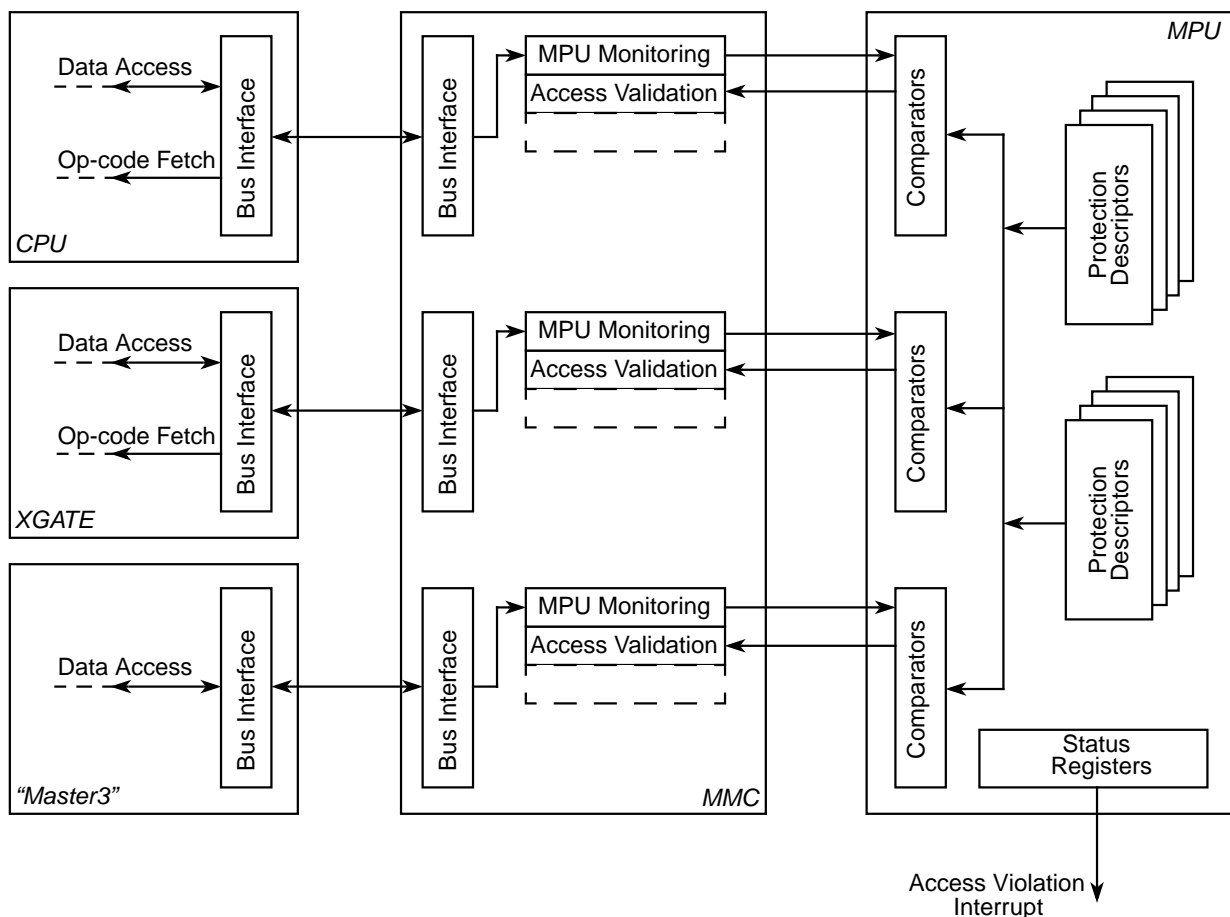 MPU
Data Access
Op-code Fetch
Bus Interface
CPU
Bus Interface
MPU Monitoring
Access Validation
Comparators
Protection
Descriptors
Data Access
Op-code Fetch
Bus Interface
XGATE
Bus Interface
MPU Monitoring
Access Validation
Comparators
Protection
Descriptors
Data Access
Bus Interface
“Master3”
Bus Interface
MPU Monitoring
Access Validation
MMC
Comparators
Status
Registers
Access Violation
Interrupt